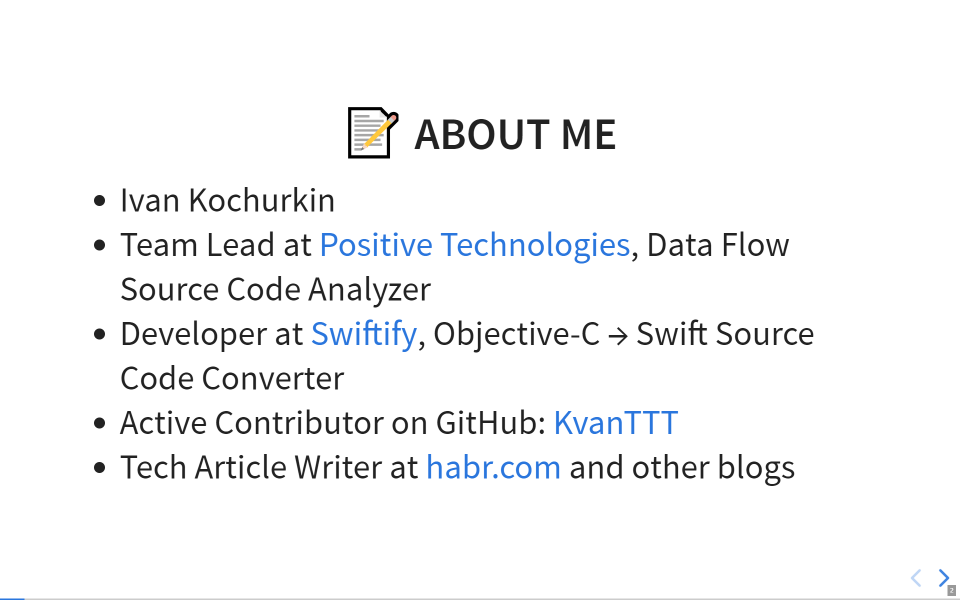 📝 ABOUT ME
• Ivan Kochurkin
• Team Lead at Positive Technologies, Data Flow
Source Code Analyzer
• Developer at Swiftify, Objective-C → Swift Source
Code Converter
• Active Contributor on GitHub: KvanTTT
• Tech Article Writer at habr.com and other blogs
2